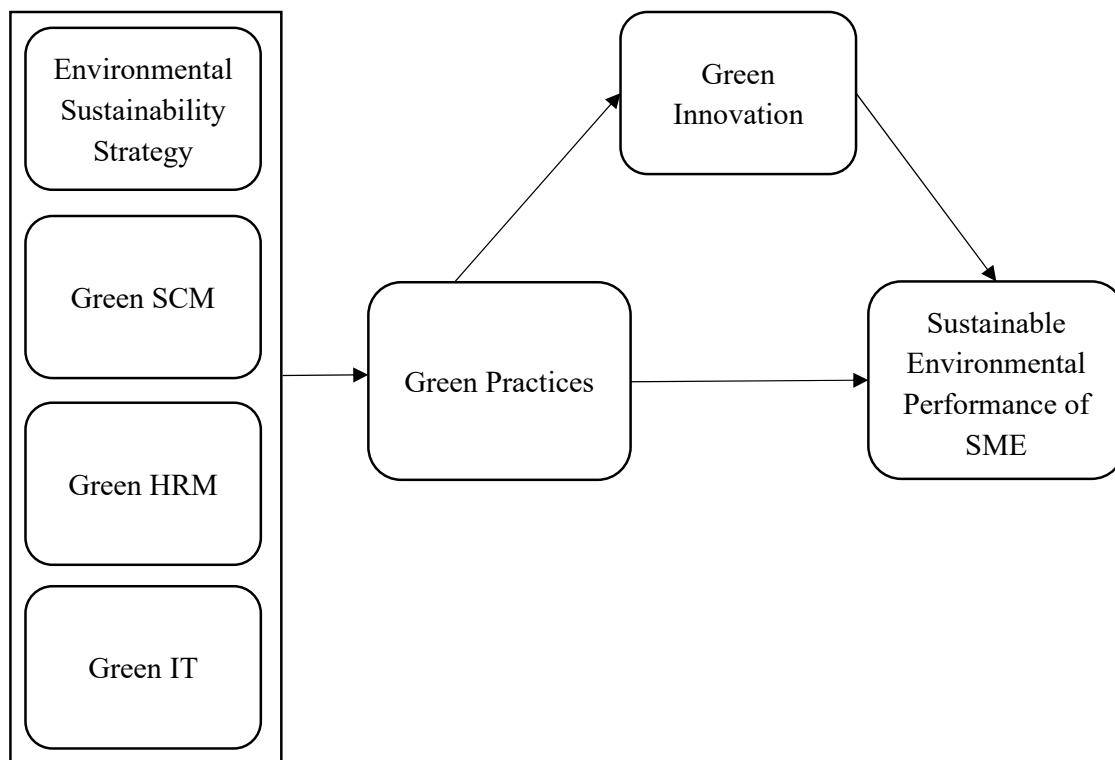 Environmental
Sustainability
Strategy
Green SCM
Green HRM
Green IT
Green Practices
Green
Innovation
Sustainable
Environmental
Performance of
SME